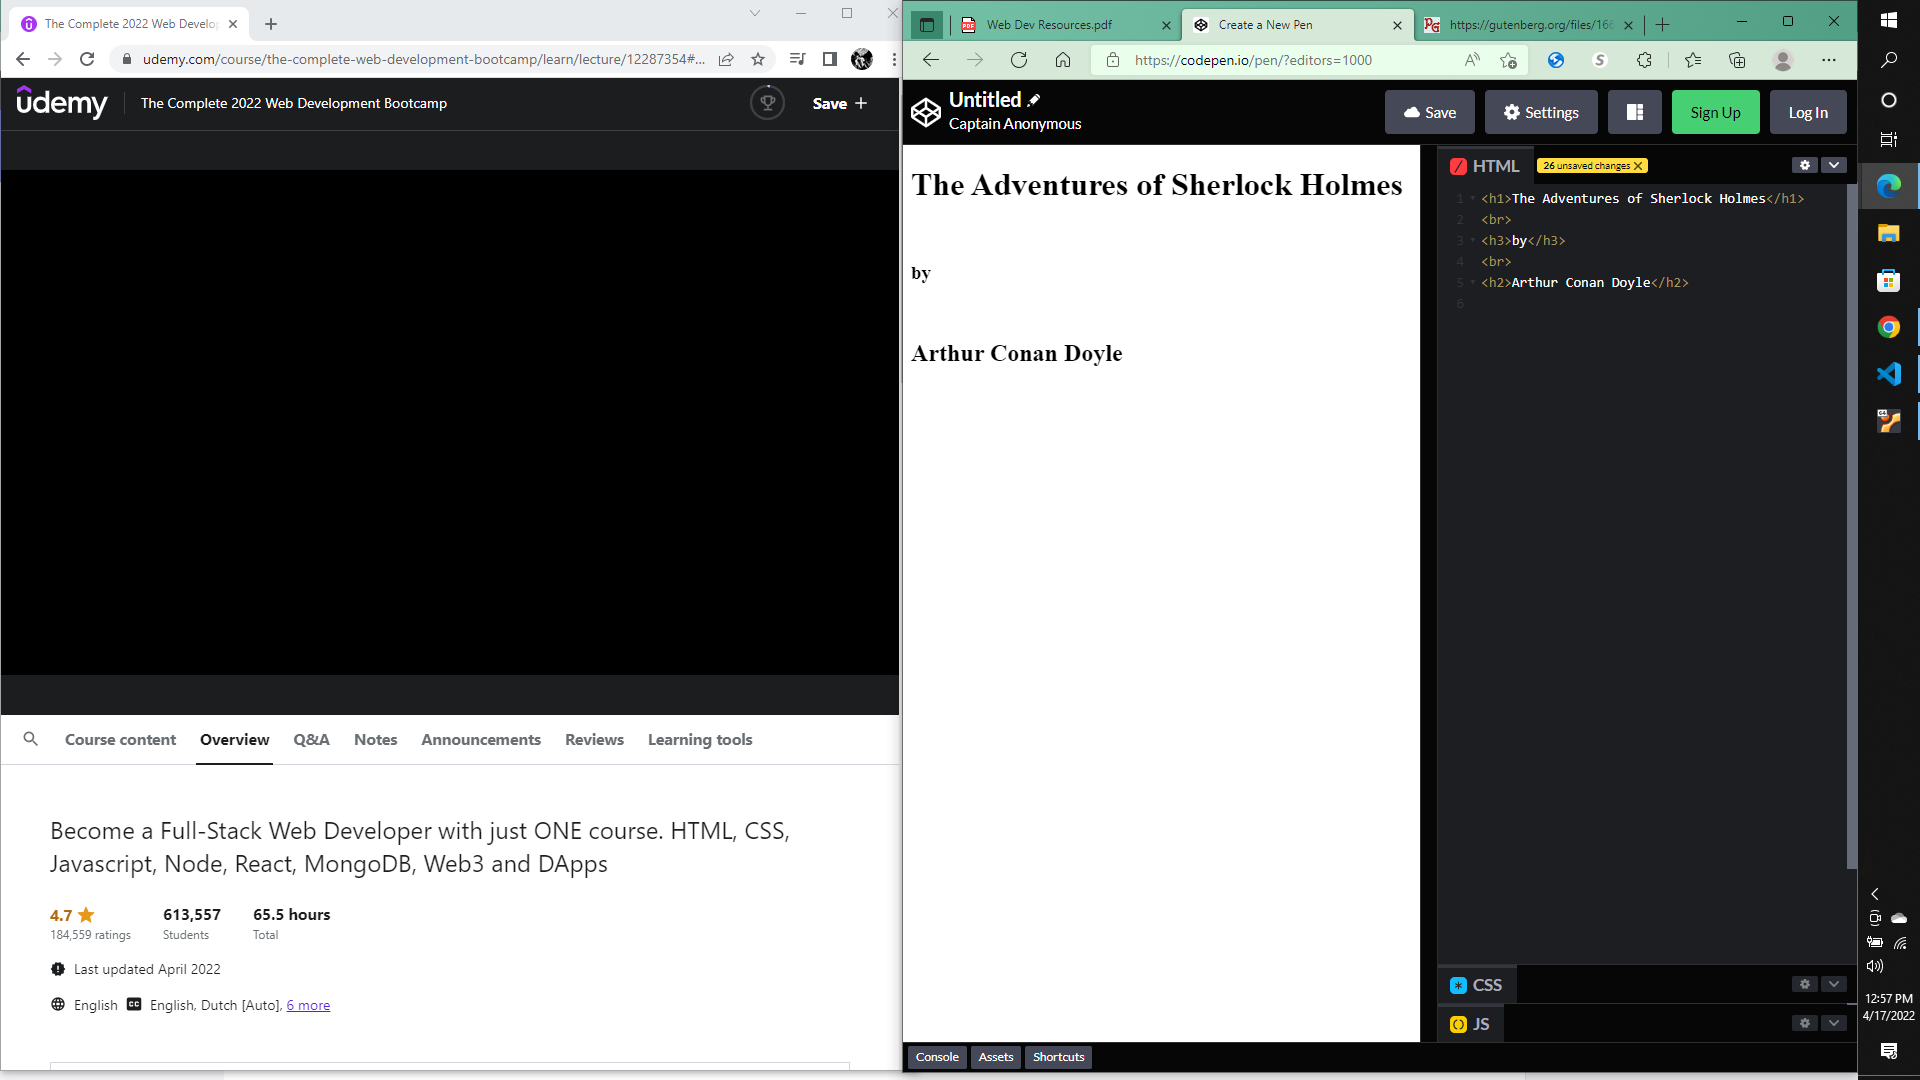 The Complete 2022 Web Develop
udemy.com/course/the-complete-web-development-bootcamp/learn/lecture/12287354#...
udemy
The Complete 2022 Web Development Bootcamp
Save
Course content
Overview
Q&A
Notes
Announcements
Reviews
Learning tools
Become a Full-Stack Web Developer with just ONE course. HTML, CSS,
Javascript, Node, React, MongoDB, Web3 and DApps
4.7
613,557
65.5 hours
184,559 ratings
Students
Total
Last updated April 2022
English
CC
English, Dutch [Auto], 6 more
Web Dev Resources.pdf
Create a New Pen
https://gutenberg.org/files/166
https://codepen.io/pen/?editors=1000
Untitled
Captain Anonymous
Save
Settings
Sign Up
Log In
The Adventures of Sherlock Holmes
by
Arthur Conan Doyle
HTML
26 unsaved changes
1 <h1>The Adventures of Sherlock Holmes</h1>
2 <br>
3 <h3>by</h3>
4 <br>
5 <h2>Arthur Conan Doyle</h2>
6
CSS
JS
Console
Assets
Shortcuts
12:57 PM
4/17/2022